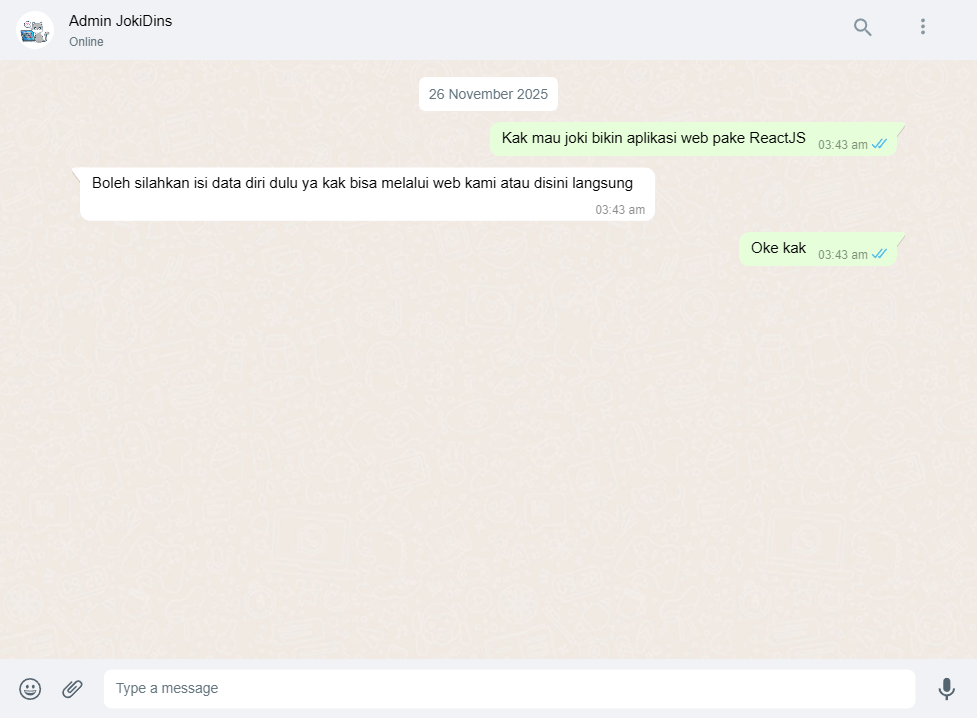 Admin JokiDins
Online
26 November 2025
Kak mau joki bikin aplikasi web pake ReactJS
03:43 am
Boleh silahkan isi data diri dulu ya kak bisa melalui web kami atau disini langsung
03:43 am
Oke kak
03:43 am
Type a message